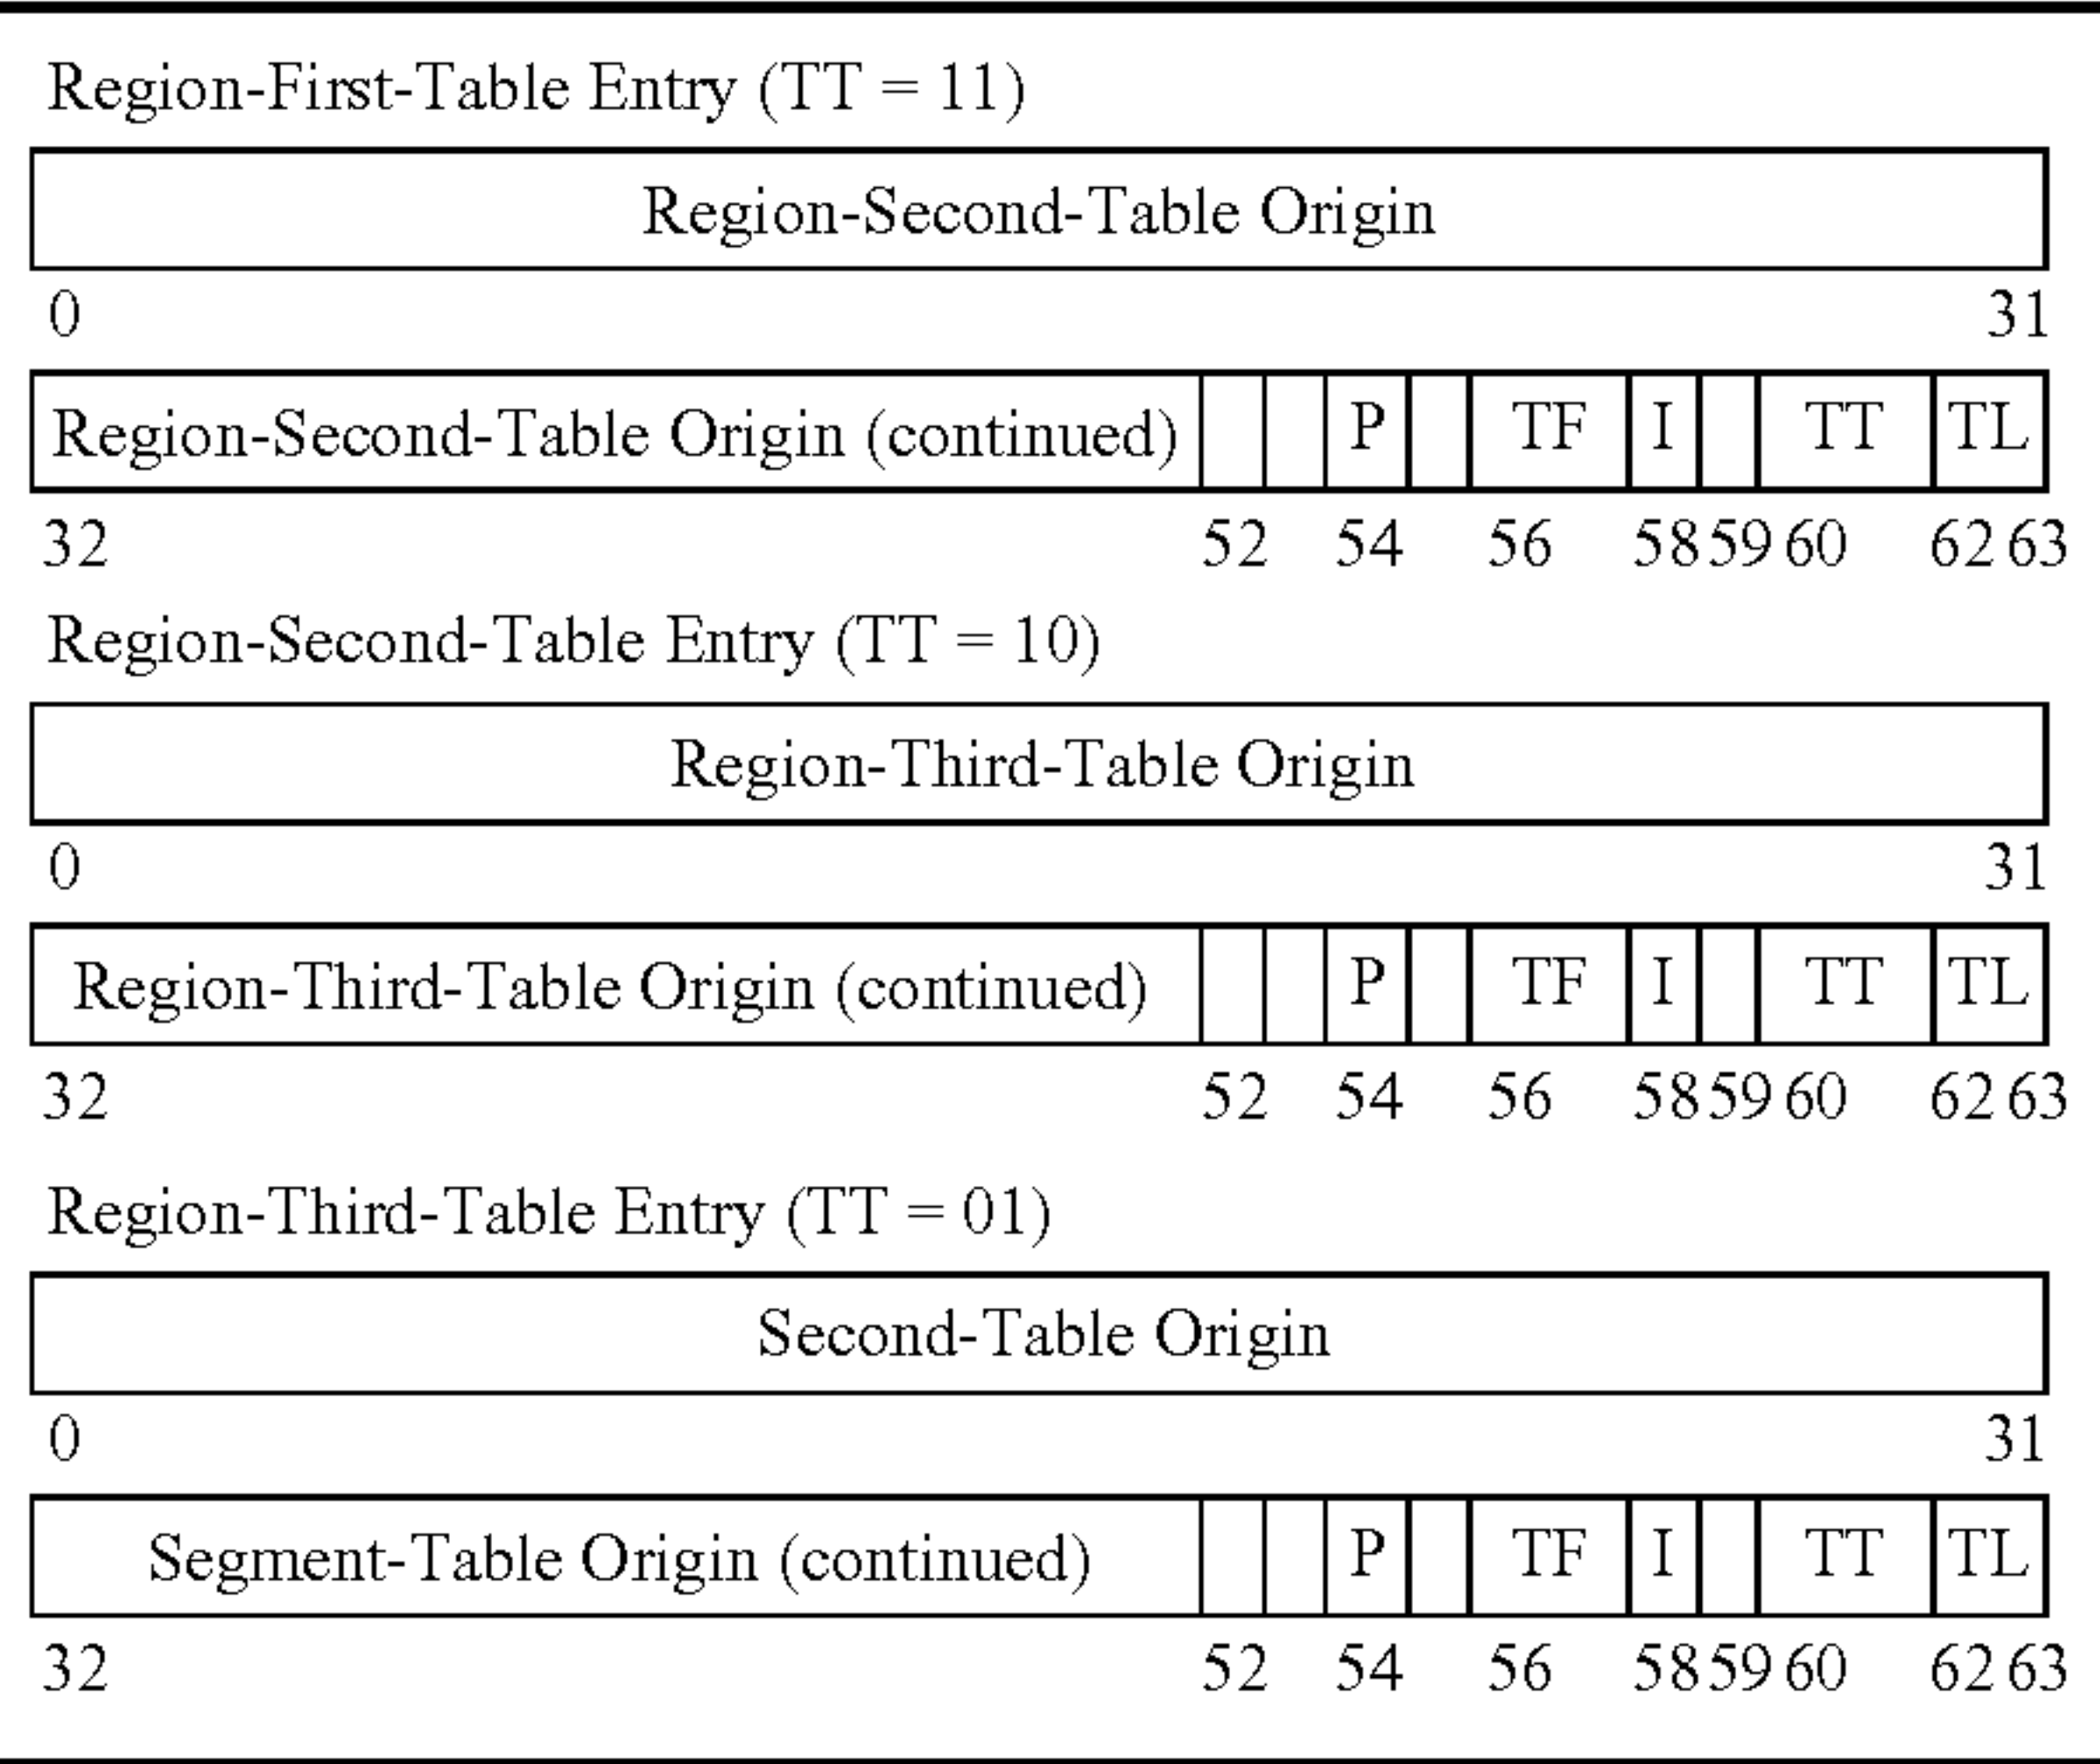 Region-First-Table Entry (TT = 11)
Region-Second-Table Origin
0 31
Region-Second-Table Origin (continued) P TF I TT TL
32 52 54 56 58 59 60 62 63
Region-Second-Table Entry (TT = 10)
Region-Third-Table Origin
0 31
Region-Third-Table Origin (continued) P TF I TT TL
32 52 54 56 58 59 60 62 63
Region-Third-Table Entry (TT = 01)
Second-Table Origin
0 31
Segment-Table Origin (continued) P TF I TT TL
32 52 54 56 58 59 60 62 63